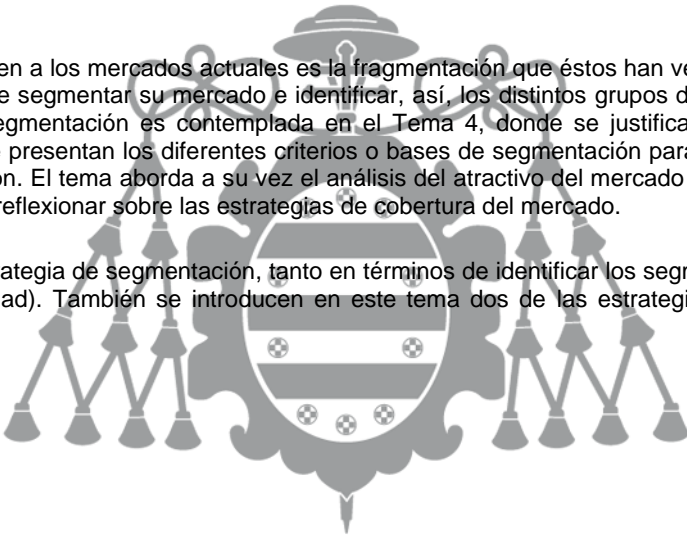 en a los mercados actuales es la fragmentación que éstos han ve
e segmentar su mercado e identificar, así, los distintos grupos d
egmentación es contemplada en el Tema 4, donde se justifica
presentan los diferentes criterios o bases de segmentación para
ón. El tema aborda a su vez el análisis del atractivo del mercado
reflexionar sobre las estrategias de cobertura del mercado.
rategia de segmentación, tanto en términos de identificar los segm
ad). También se introducen en este tema dos de las estrategi